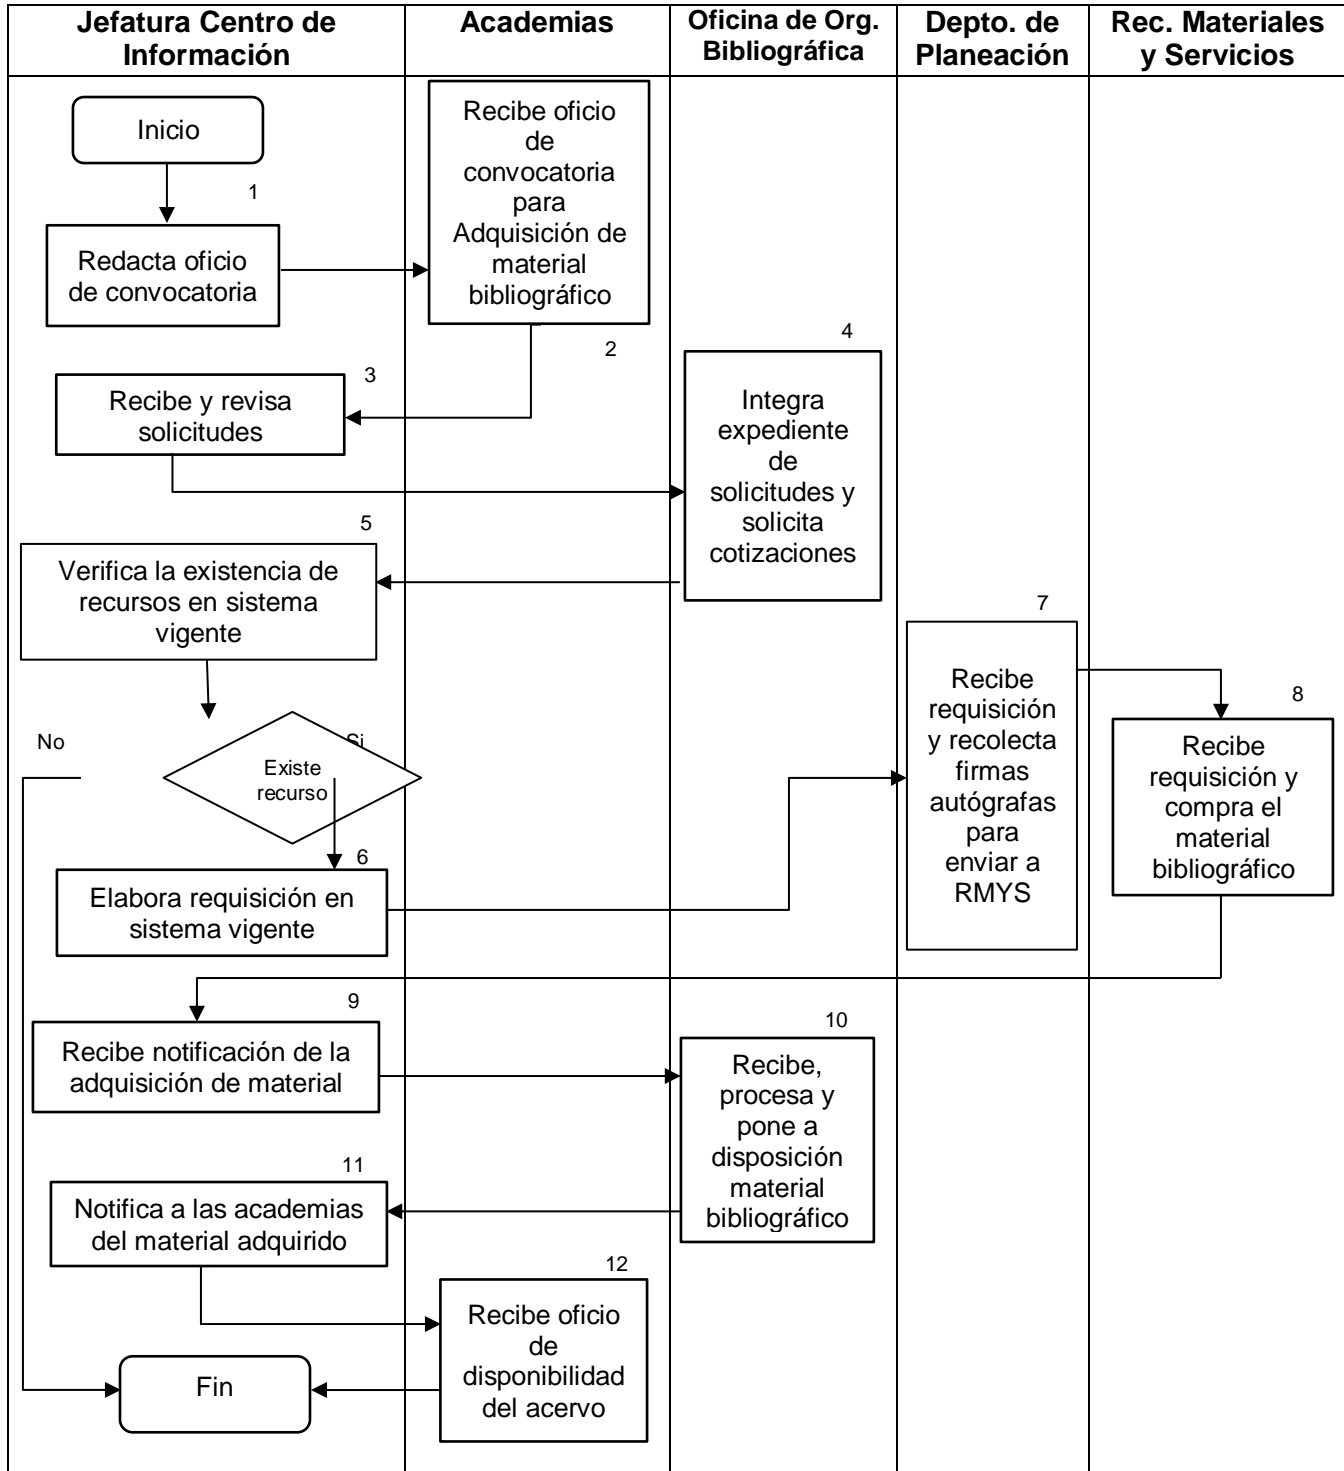 Jefatura Centro de
Información
Academias
Oficina de Org.
Bibliográfica
Depto. de
Planeación
Rec. Materiales
y Servicios
Inicio
1
Redacta oficio
de convocatoria
Recibe oficio
de
convocatoria
para
Adquisición de
material
bibliográfico
2
3
Recibe y revisa
solicitudes
4
Integra
expediente
de
solicitudes y
solicita
cotizaciones
5
Verifica la existencia de
recursos en sistema
vigente
No
Si
Existe
recurso
6
Elabora requisición en
sistema vigente
7
Recibe
requisición
y recolecta
firmas
autógrafas
para
enviar a
RMYS
8
Recibe
requisición y
compra el
material
bibliográfico
9
Recibe notificación de la
adquisición de material
10
Recibe,
procesa y
pone a
disposición
material
bibliográfico
11
Notifica a las academias
del material adquirido
12
Recibe oficio
de
disponibilidad
del acervo
Fin